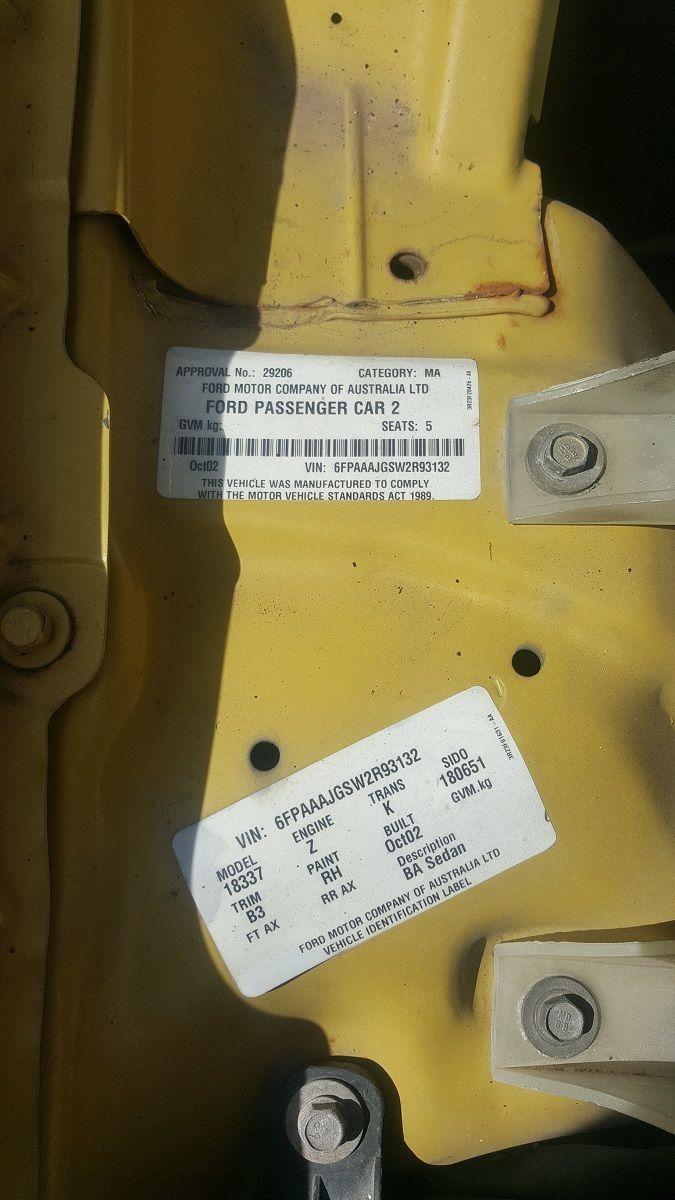 APPROVAL No.: 29206 CATEGORY: MA
FORD MOTOR COMPANY OF AUSTRALIA LTD
FORD PASSENGER CAR 2
GVM kg: SEATS: 5
Oct02 VIN: 6FPAAAJGSW2R93132
THIS VEHICLE WAS MANUFACTURED TO COMPLY
WITH THE MOTOR VEHICLE STANDARDS ACT 1989.
VIN: 6FPAAAJGSW2R93132
MODEL ENGINE TRANS SIDO
18337 Z K 180651
TRIM PAINT BUILT GVM.kg
B3 RH Oct02
FT AX RR AX Description
BA Sedan
FORD MOTOR COMPANY OF AUSTRALIA LTD
VEHICLE IDENTIFICATION LABEL